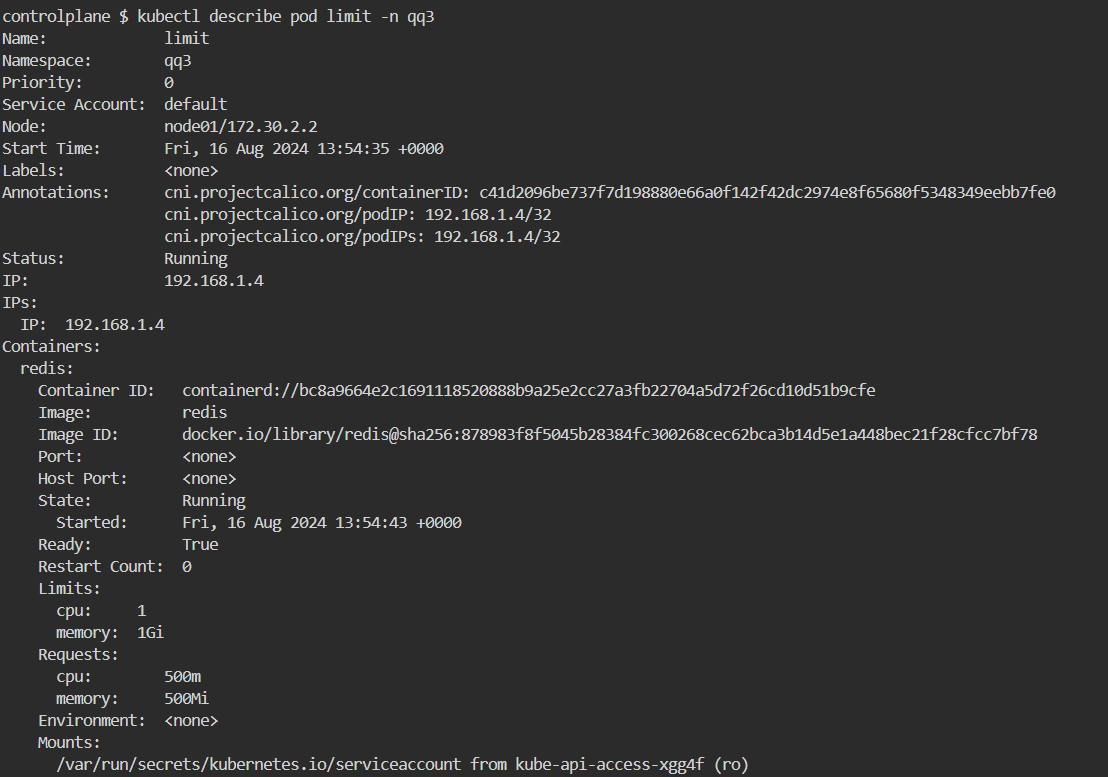 controlplane $ kubectl describe pod limit -n qq3
Name:             limit
Namespace:        qq3
Priority:         0
Service Account:  default
Node:             node01/172.30.2.2
Start Time:       Fri, 16 Aug 2024 13:54:35 +0000
Labels:           <none>
Annotations:      cni.projectcalico.org/containerID: c41d2096be737f7d198880e66a0f142f42dc2974e8f65680f5348349eebb7fe0
                  cni.projectcalico.org/podIP: 192.168.1.4/32
                  cni.projectcalico.org/podIPs: 192.168.1.4/32
Status:           Running
IP:               192.168.1.4
IPs:
  IP:  192.168.1.4
Containers:
  redis:
    Container ID:   containerd://bc8a9664e2c1691118520888b9a25e2cc27a3fb22704a5d72f26cd10d51b9cfe
    Image:          redis
    Image ID:       docker.io/library/redis@sha256:878983f8f5045b28384fc300268cec62bca3b14d5e1a448bec21f28cfcc7bf78
    Port:           <none>
    Host Port:      <none>
    State:          Running
      Started:      Fri, 16 Aug 2024 13:54:43 +0000
    Ready:          True
    Restart Count:  0
    Limits:
      cpu:     1
      memory:  1Gi
    Requests:
      cpu:        500m
      memory:     500Mi
    Environment:  <none>
    Mounts:
      /var/run/secrets/kubernetes.io/serviceaccount from kube-api-access-xgg4f (ro)